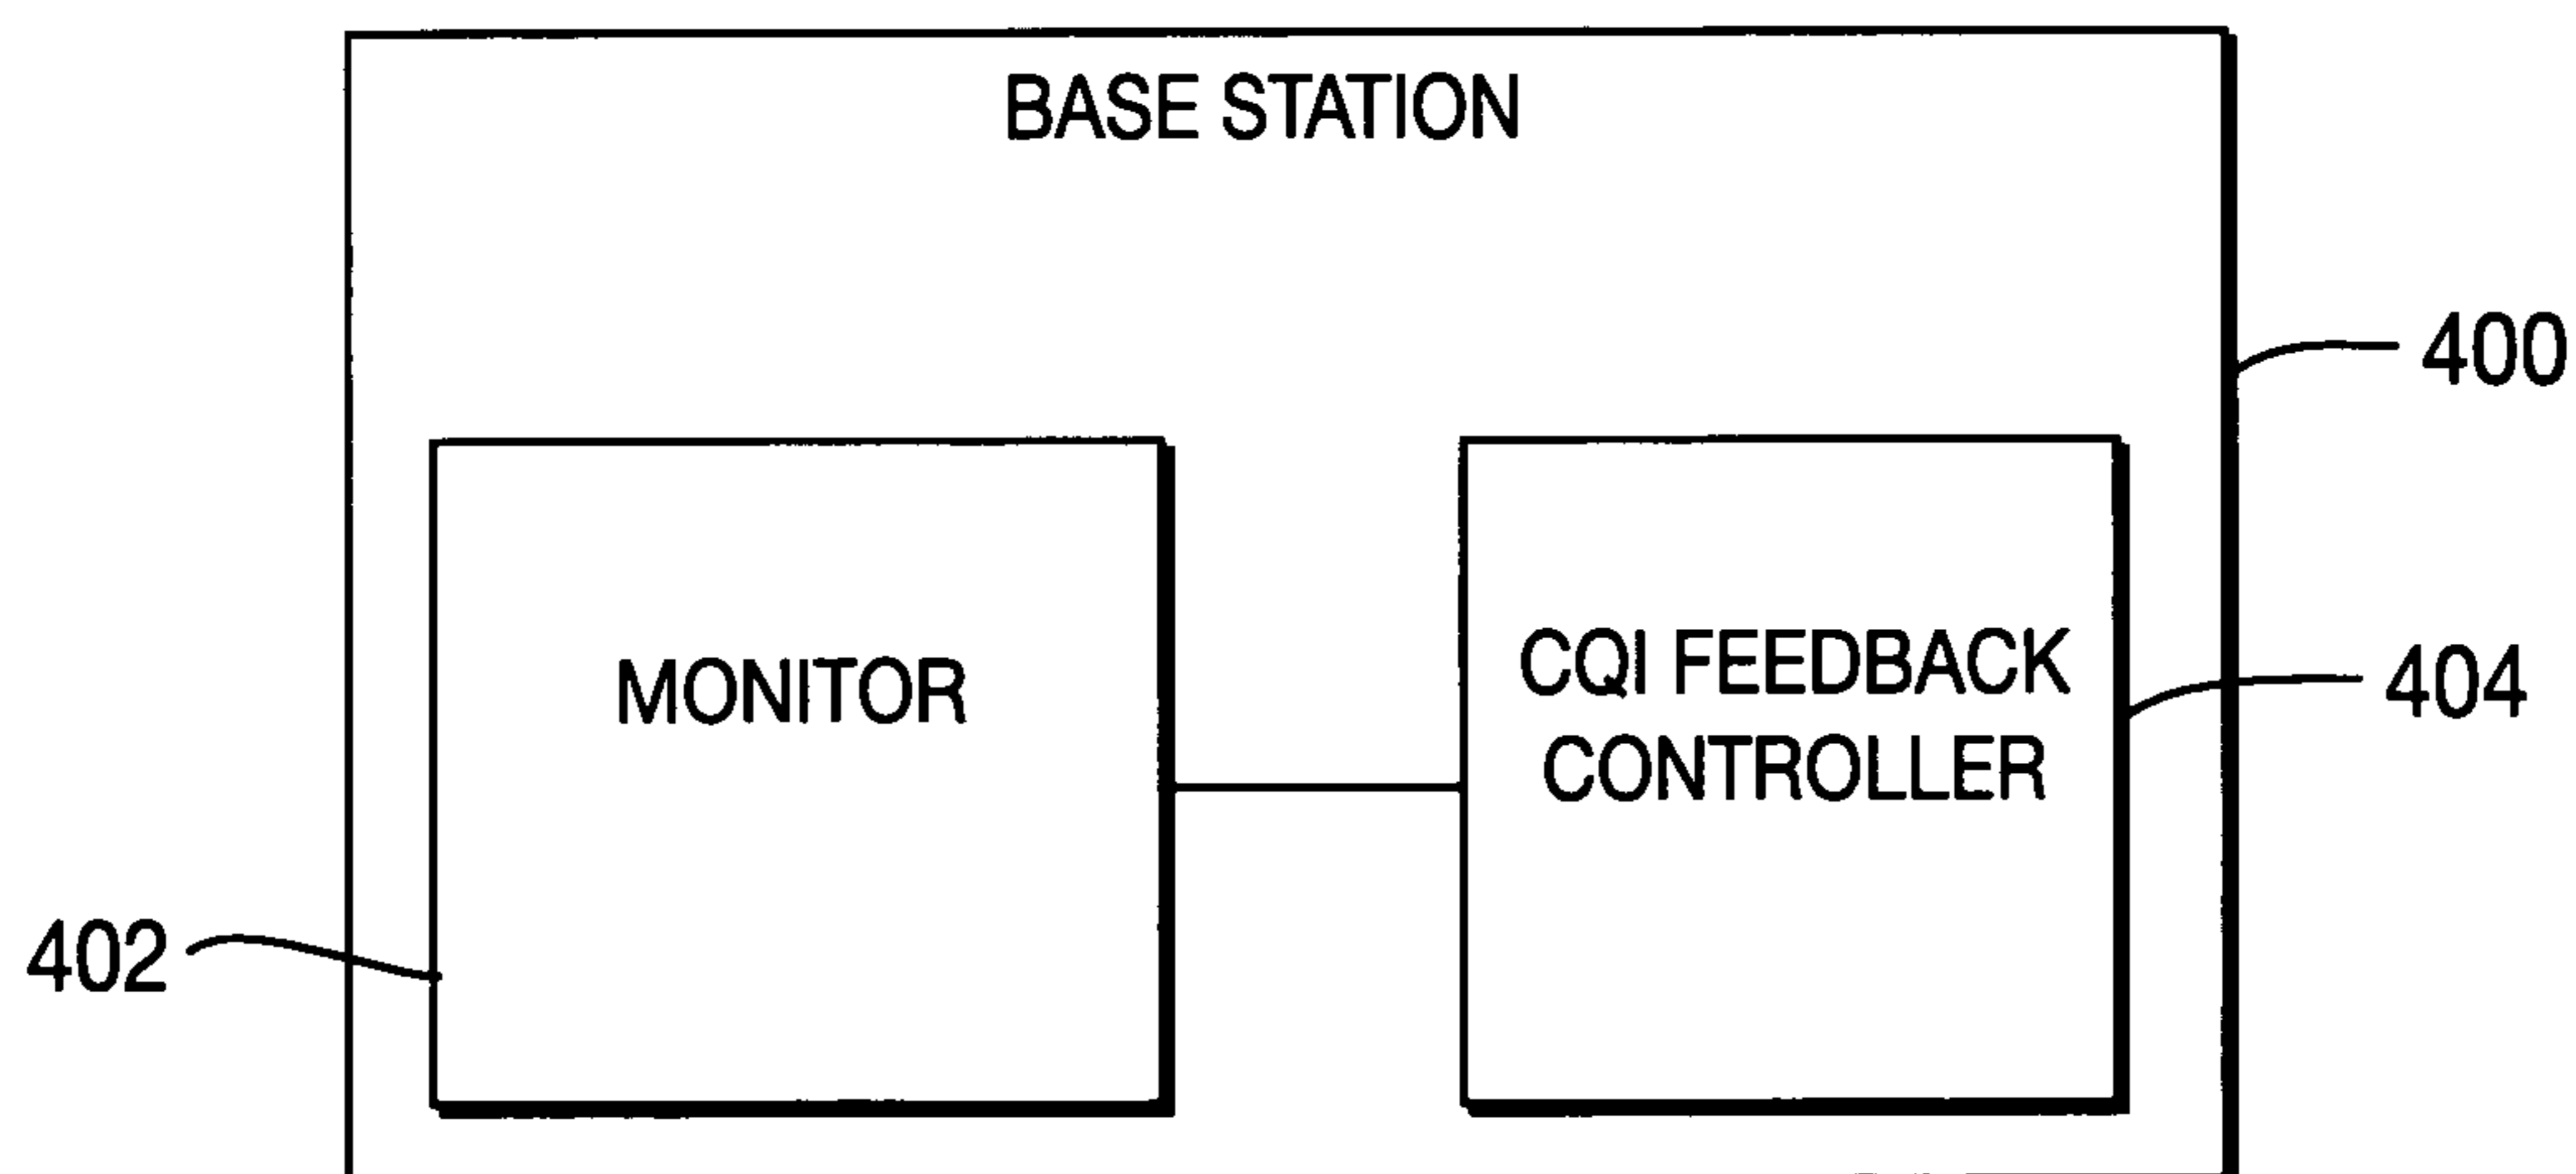 BASE STATION
400
MONITOR
CQI FEEDBACK
CONTROLLER
404
402